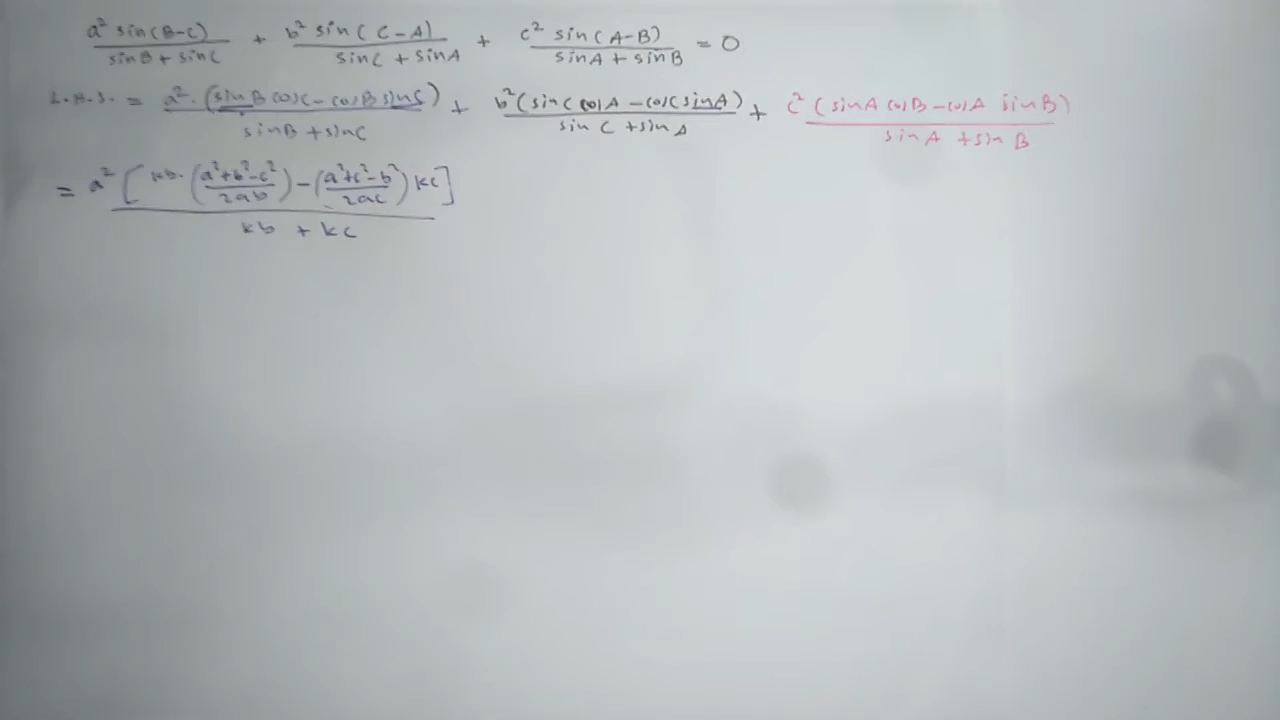 a² sin(B-C) / sinB + sinC + b² sin(C-A) / sinC + sinA + c² sin(A-B) / sinA + sinB = 0
L.H.S. = a².(sinB cosC - cosB sinC) / sinB + sinC + b²(sinC cosA - cosC sinA) / sinC + sinA + c²(sinA cosB - cosA sinB) / sinA + sinB
= a² [kb.(a²+b²-c² / 2ab) - (a²+c²-b² / 2ac) kc] / kb + kc